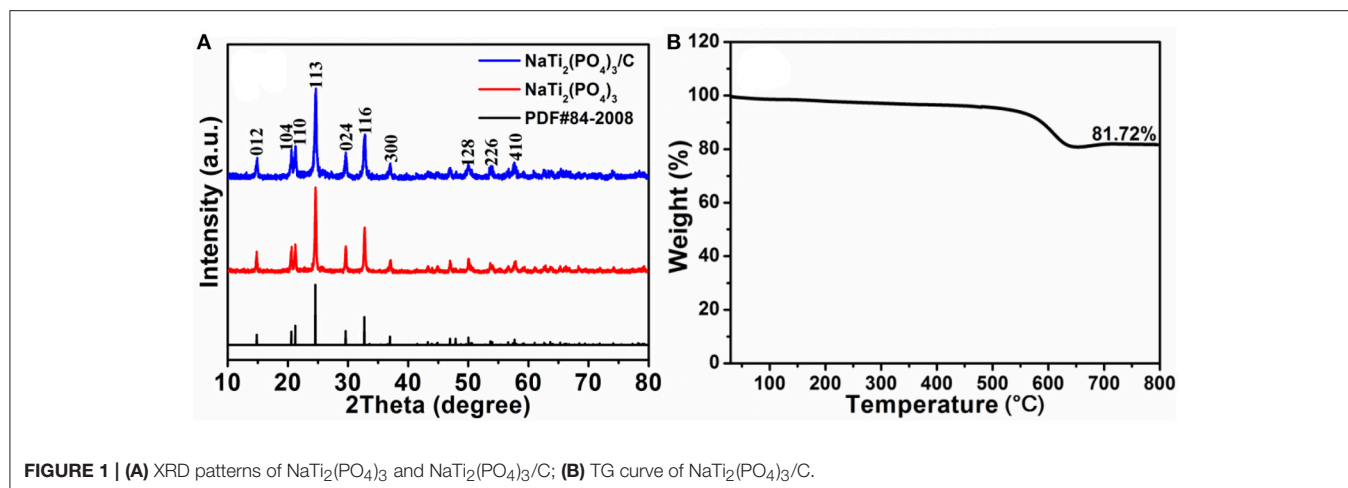 A
Intensity (a.u.)
NaTi₂(PO₄)₃/C
NaTi₂(PO₄)₃
PDF#84-2008
012
104
110
113
024
116
300
128
226
410
10 20 30 40 50 60 70 80
2Theta (degree)
B
Weight (%)
120
100
80
60
40
20
0
81.72%
100 200 300 400 500 600 700 800
Temperature (°C)
FIGURE 1 | (A) XRD patterns of NaTi₂(PO₄)₃ and NaTi₂(PO₄)₃/C; (B) TG curve of NaTi₂(PO₄)₃/C.